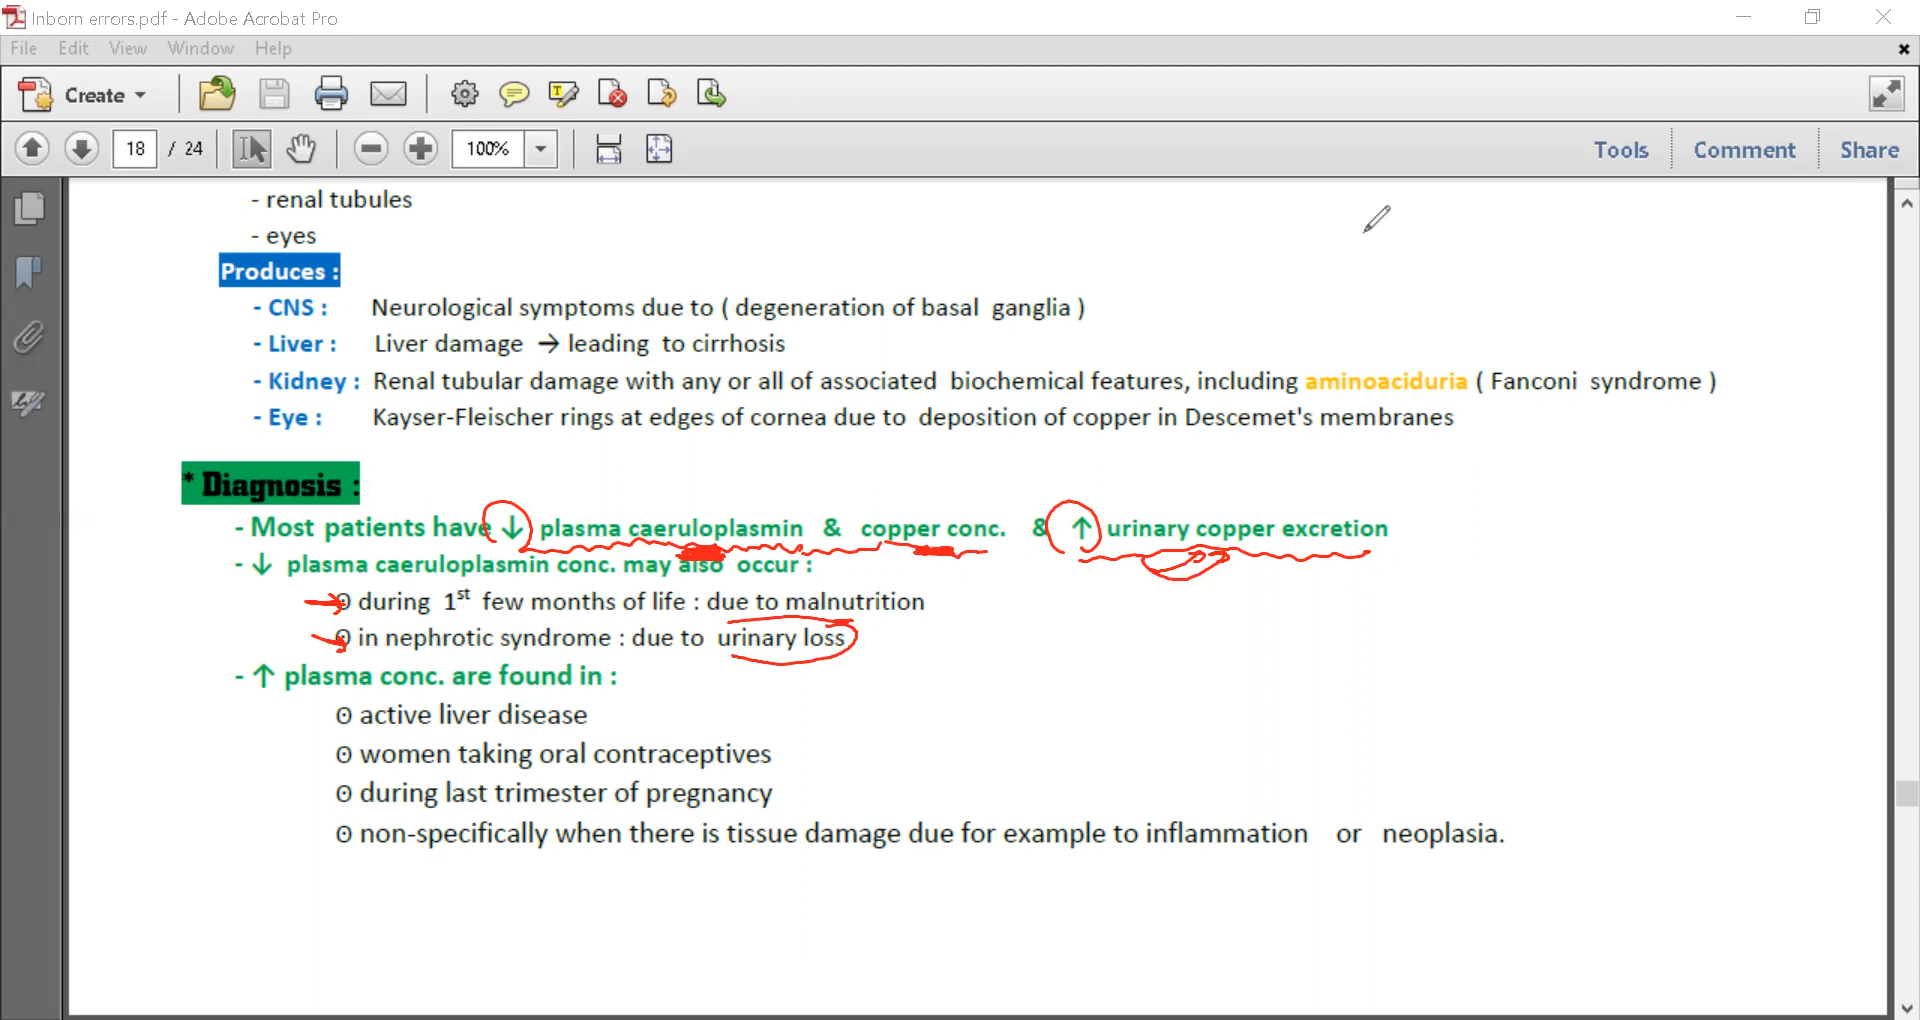 Inborn errors.pdf - Adobe Acrobat Pro
File Edit View Window Help
Create
18 / 24 100% Tools Comment Share
- renal tubules
- eyes
Produces :
- CNS : Neurological symptoms due to ( degeneration of basal ganglia )
- Liver : Liver damage → leading to cirrhosis
- Kidney : Renal tubular damage with any or all of associated biochemical features, including aminoaciduria ( Fanconi syndrome )
- Eye : Kayser-Fleischer rings at edges of cornea due to deposition of copper in Descemet's membranes
* Diagnosis :
- Most patients have ↓ plasma caeruloplasmin & copper conc. & ↑ urinary copper excretion
- ↓ plasma caeruloplasmin conc. may also occur :
ʘ during 1st few months of life : due to malnutrition
ʘ in nephrotic syndrome : due to urinary loss
- ↑ plasma conc. are found in :
ʘ active liver disease
ʘ women taking oral contraceptives
ʘ during last trimester of pregnancy
ʘ non-specifically when there is tissue damage due for example to inflammation or neoplasia.